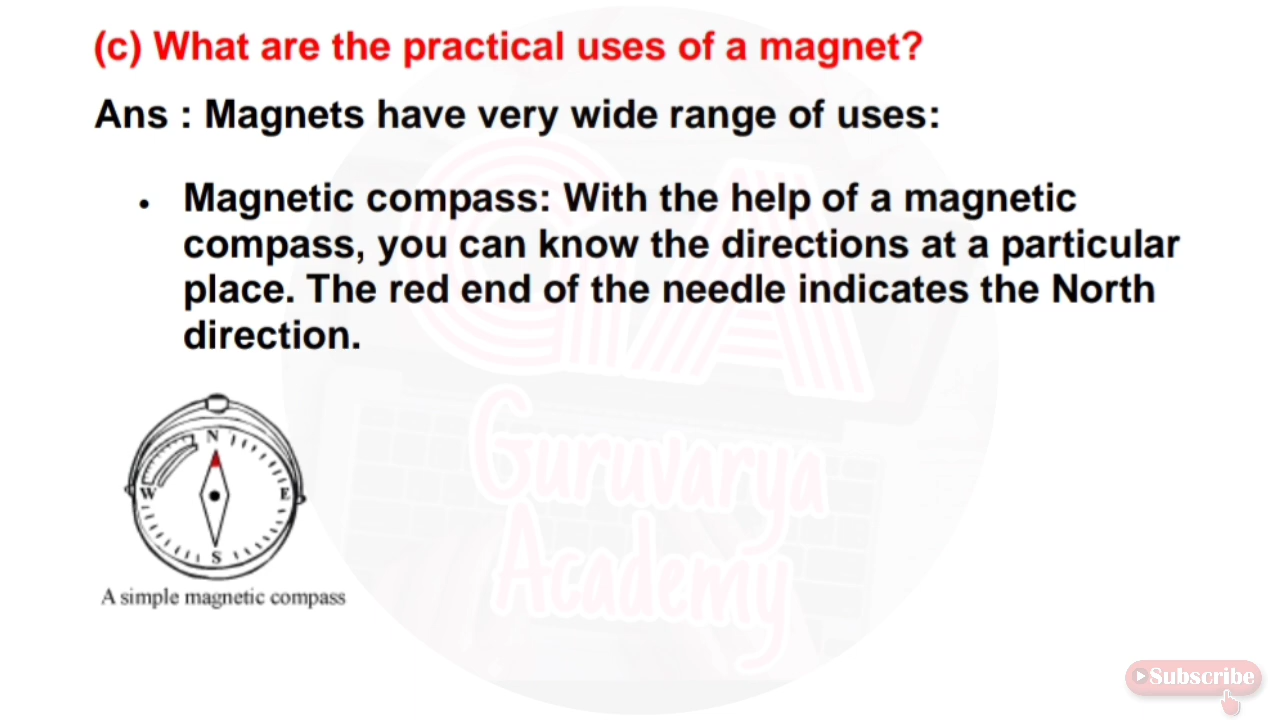 (c) What are the practical uses of a magnet?
Ans : Magnets have very wide range of uses:
• Magnetic compass: With the help of a magnetic
compass, you can know the directions at a particular
place. The red end of the needle indicates the North
direction.
GA
Guruvarya
Academy
N
W
E
S
A simple magnetic compass
Subscribe